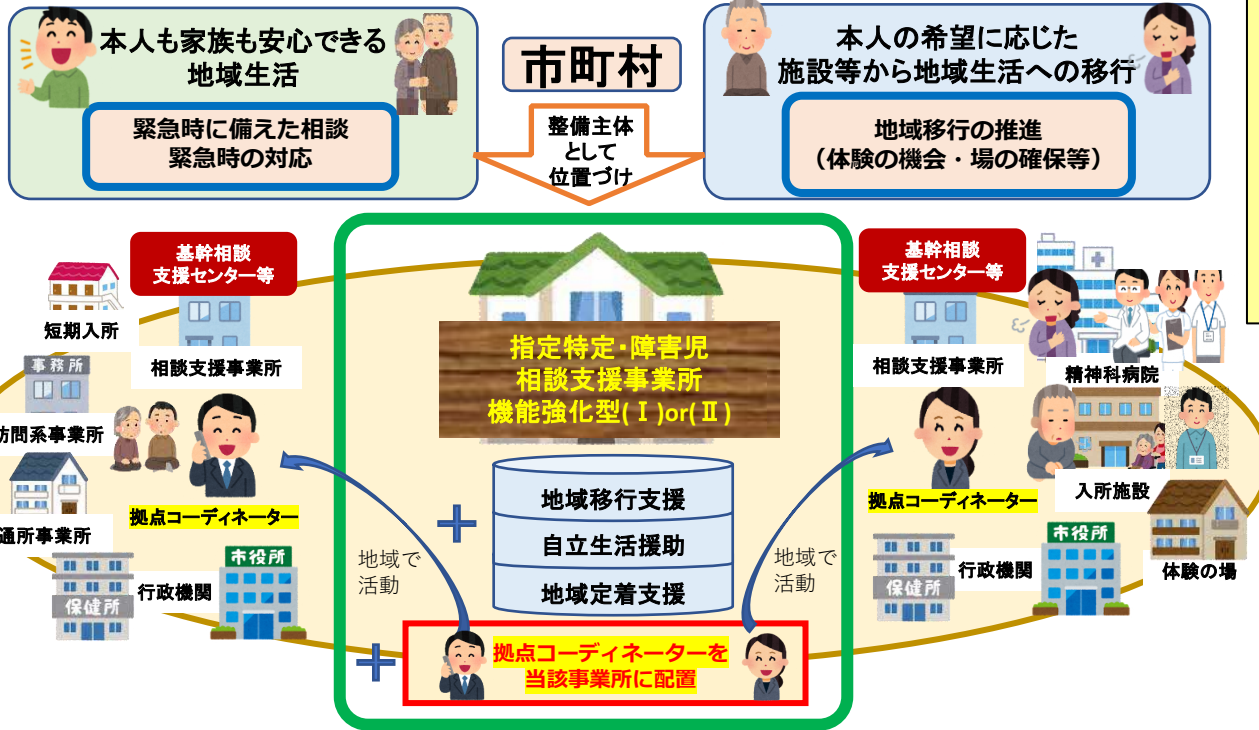 本人も家族も安心できる
地域生活
緊急時に備えた相談
緊急時の対応
市町村
整備主体
として
位置づけ
本人の希望に応じた
施設等から地域生活への移行
地域移行の推進
（体験の機会・場の確保等）
基幹相談
支援センター等
短期入所
相談支援事業所
事務所
訪問系事業所
通所事業所
拠点コーディネーター
保健所
行政機関
市役所
指定特定・障害児
相談支援事業所
機能強化型(Ⅰ)or(Ⅱ)
＋
地域移行支援
自立生活援助
地域定着支援
地域で
活動
地域で
活動
＋
拠点コーディネーターを
当該事業所に配置
基幹相談
支援センター等
相談支援事業所
精神科病院
拠点コーディネーター
入所施設
保健所
行政機関
市役所
体験の場